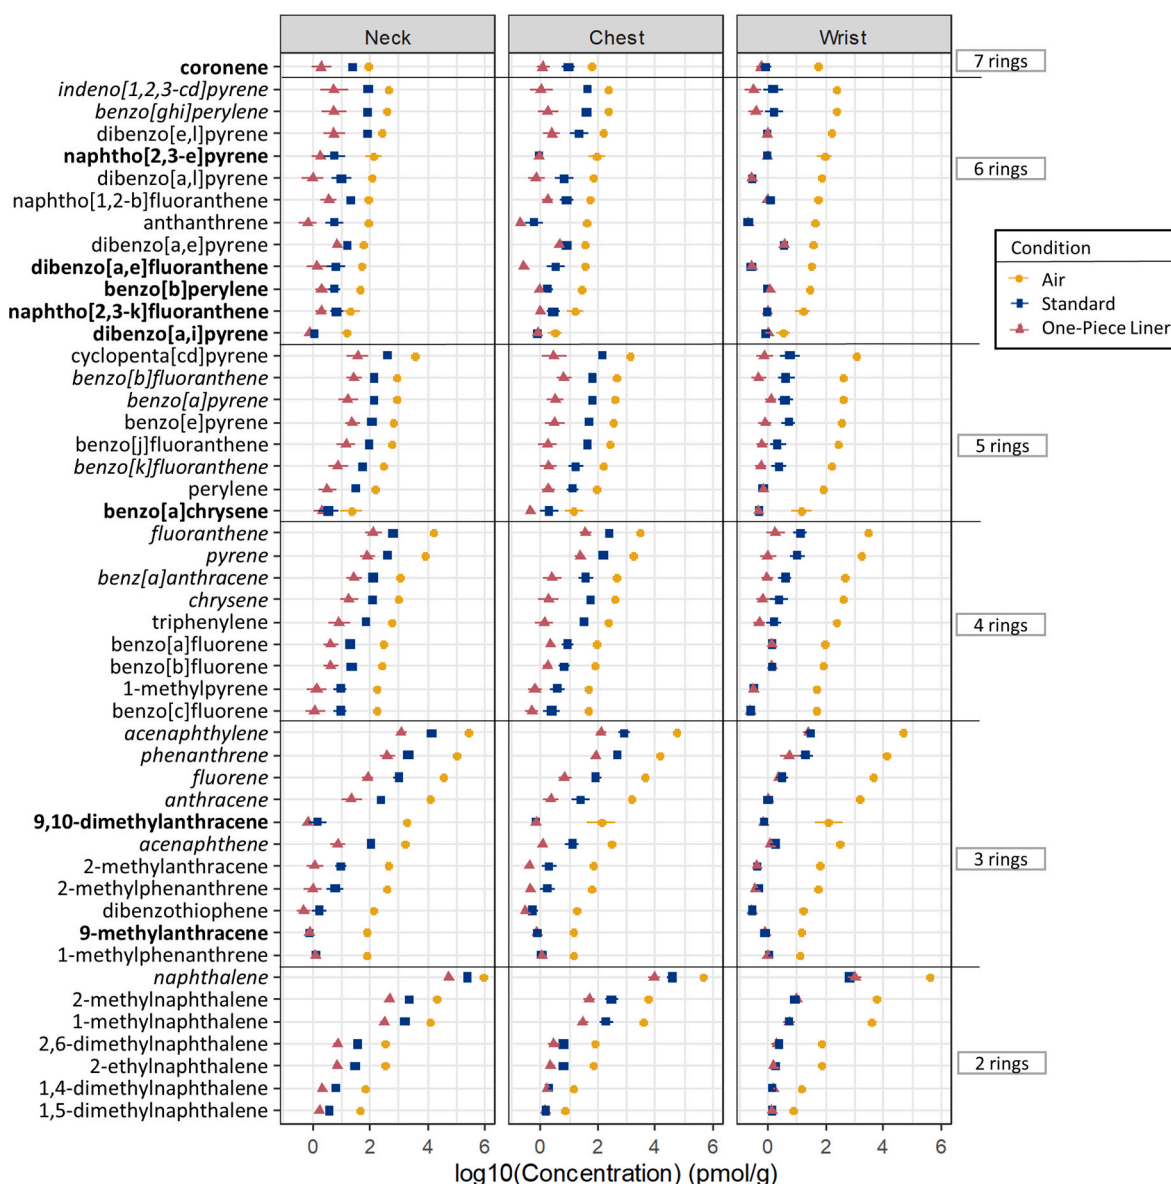 Neck Chest Wrist
coronene
7 rings
indeno[1,2,3-cd]pyrene
benzo[ghi]perylene
dibenzo[e,l]pyrene
naphtho[2,3-e]pyrene
6 rings
dibenzo[a,l]pyrene
naphtho[1,2-b]fluoranthene
anthanthrene
dibenzo[a,e]pyrene
dibenzo[a,e]fluoranthene
benzo[b]perylene
naphtho[2,3-k]fluoranthene
dibenzo[a,i]pyrene
Condition
Air
Standard
One-Piece Liner
cyclopenta[cd]pyrene
benzo[b]fluoranthene
benzo[a]pyrene
benzo[e]pyrene
benzo[j]fluoranthene
5 rings
benzo[k]fluoranthene
perylene
benzo[a]chrysene
fluoranthene
pyrene
benz[a]anthracene
chrysene
triphenylene
4 rings
benzo[a]fluorene
benzo[b]fluorene
1-methylpyrene
benzo[c]fluorene
acenaphthylene
phenanthrene
fluorene
anthracene
9,10-dimethylanthracene
acenaphthene
3 rings
2-methylanthracene
2-methylphenanthrene
dibenzothiophene
9-methylanthracene
1-methylphenanthrene
naphthalene
2-methylnaphthalene
1-methylnaphthalene
2,6-dimethylnaphthalene
2-ethylnaphthalene
2 rings
1,4-dimethylnaphthalene
1,5-dimethylnaphthalene
0 2 4 6 0 2 4 6 0 2 4 6
log10(Concentration) (pmol/g)